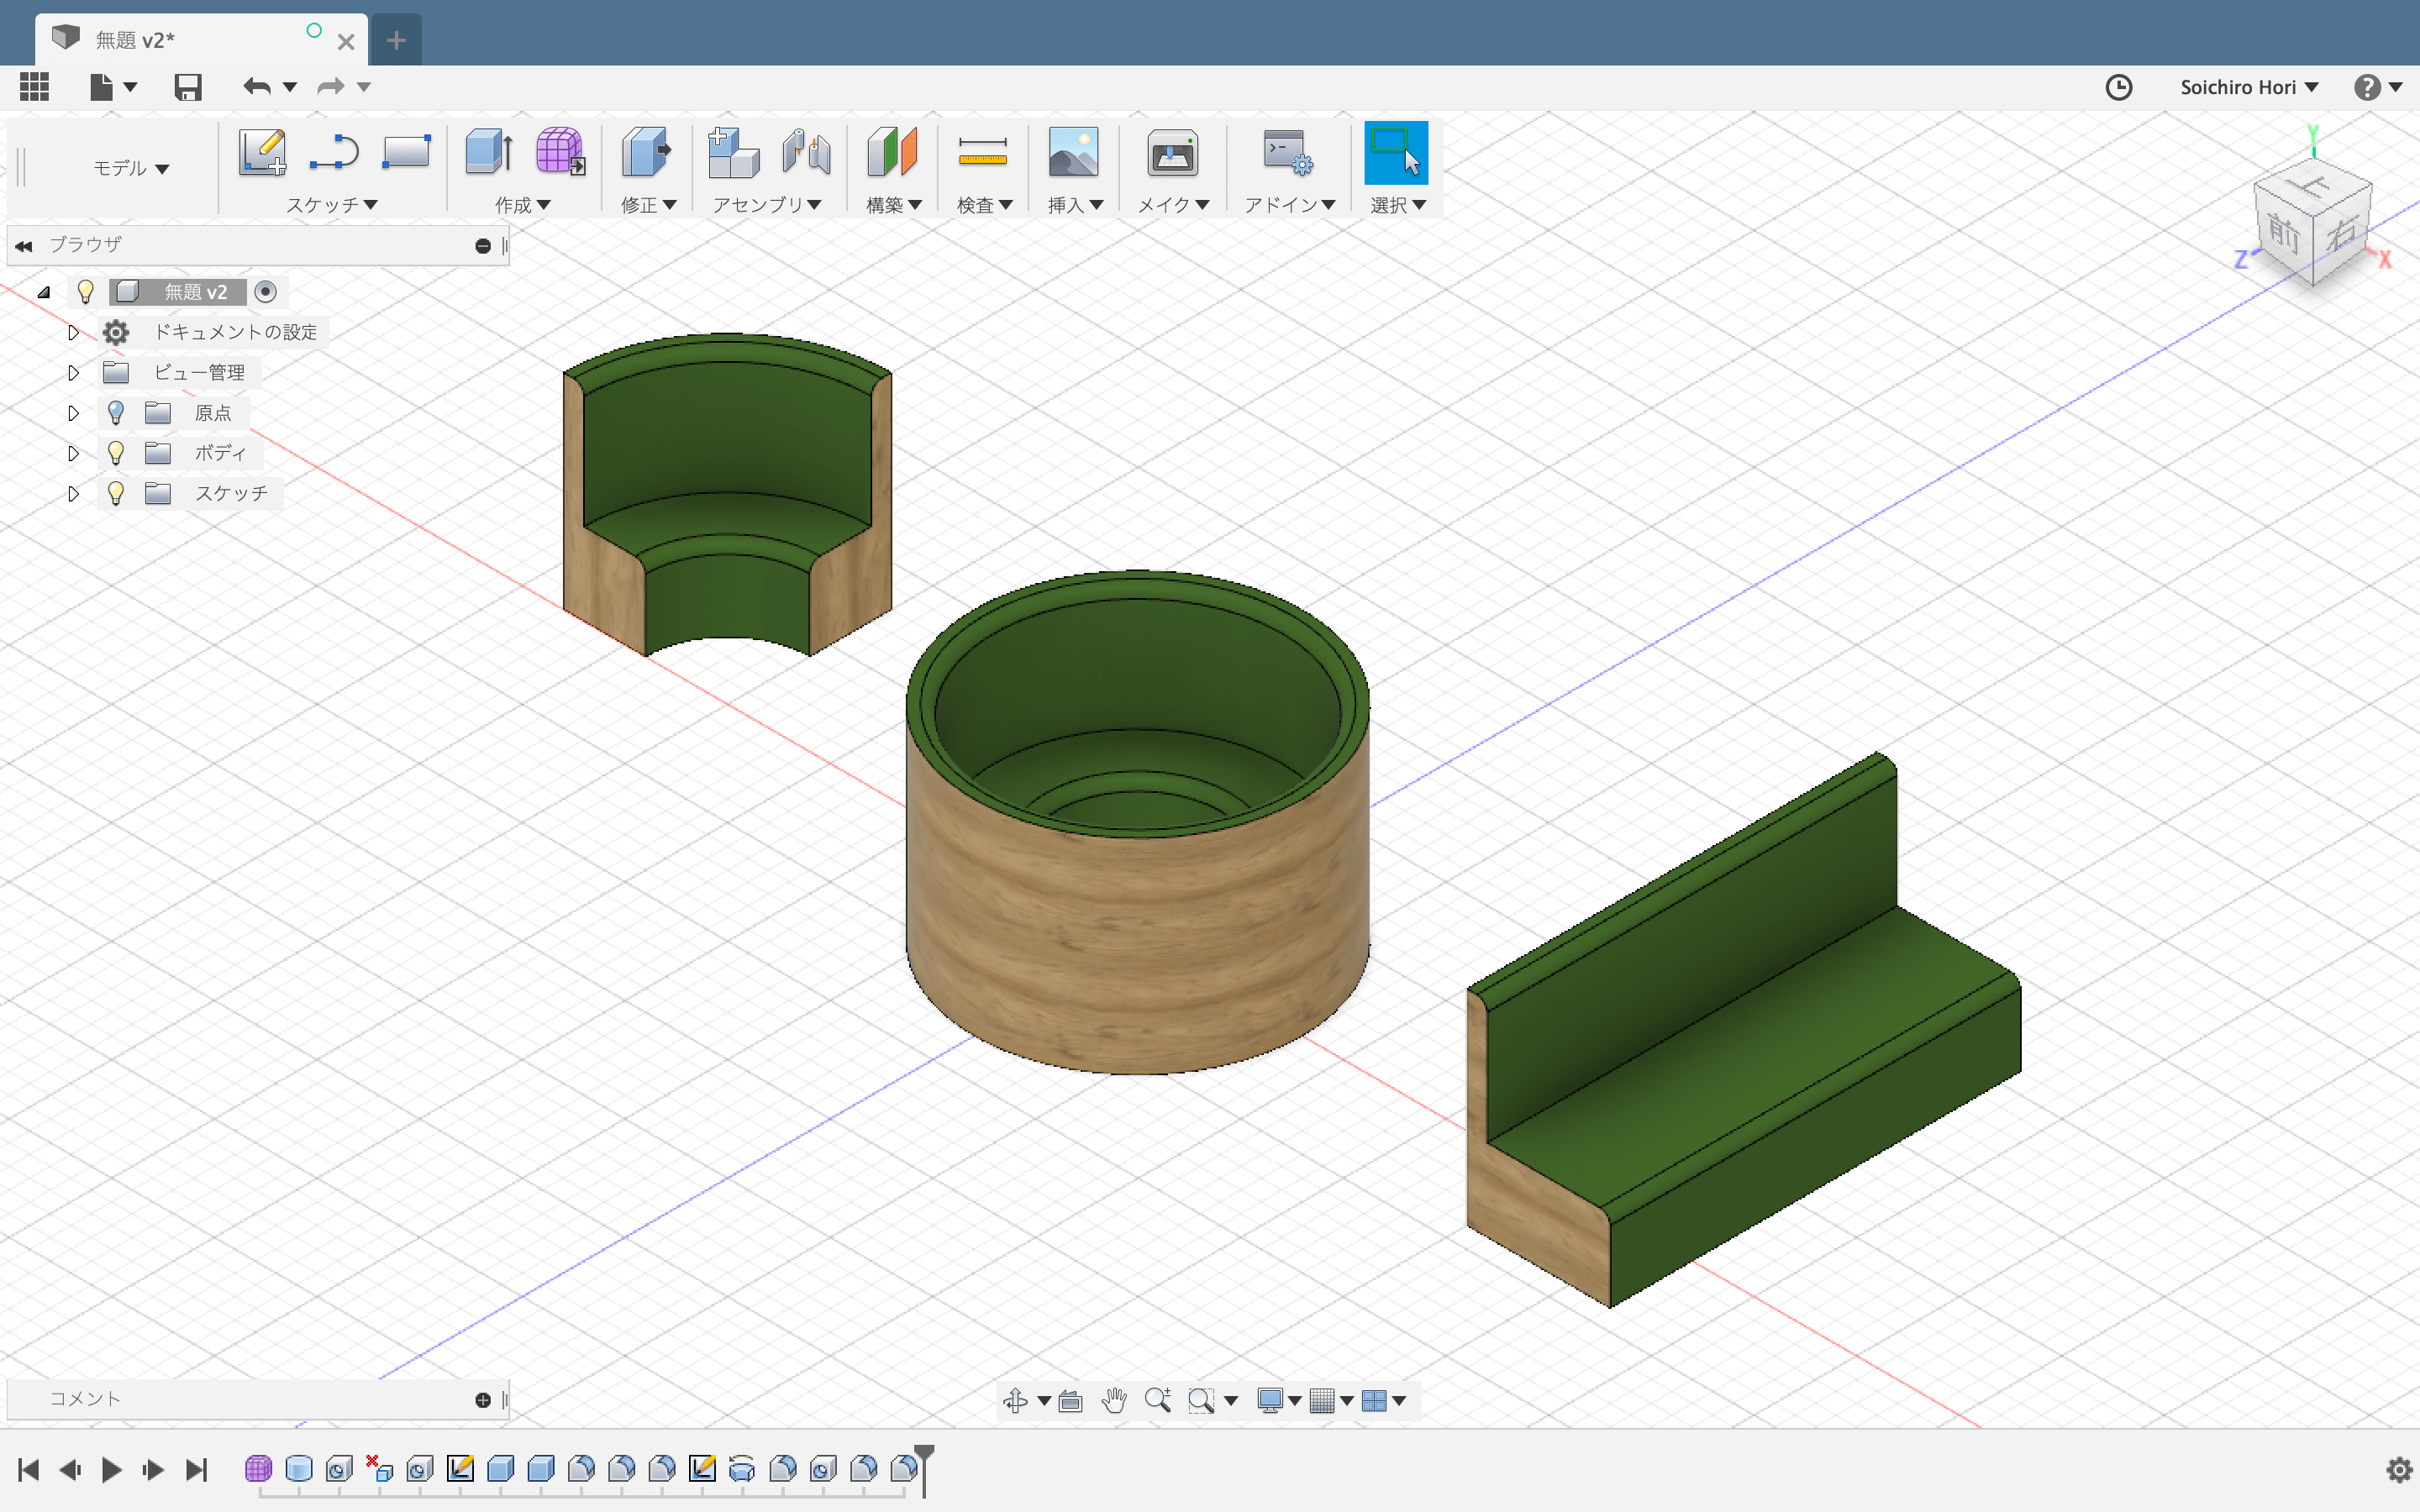 無題 v2*
Soichiro Hori
モデル
スケッチ 作成 修正 アセンブリ 構築 検査 挿入 メイク アドイン 選択
Y
上
前 右
Z X
ブラウザ
無題 v2
ドキュメントの設定
ビュー管理
原点
ボディ
スケッチ
コメント